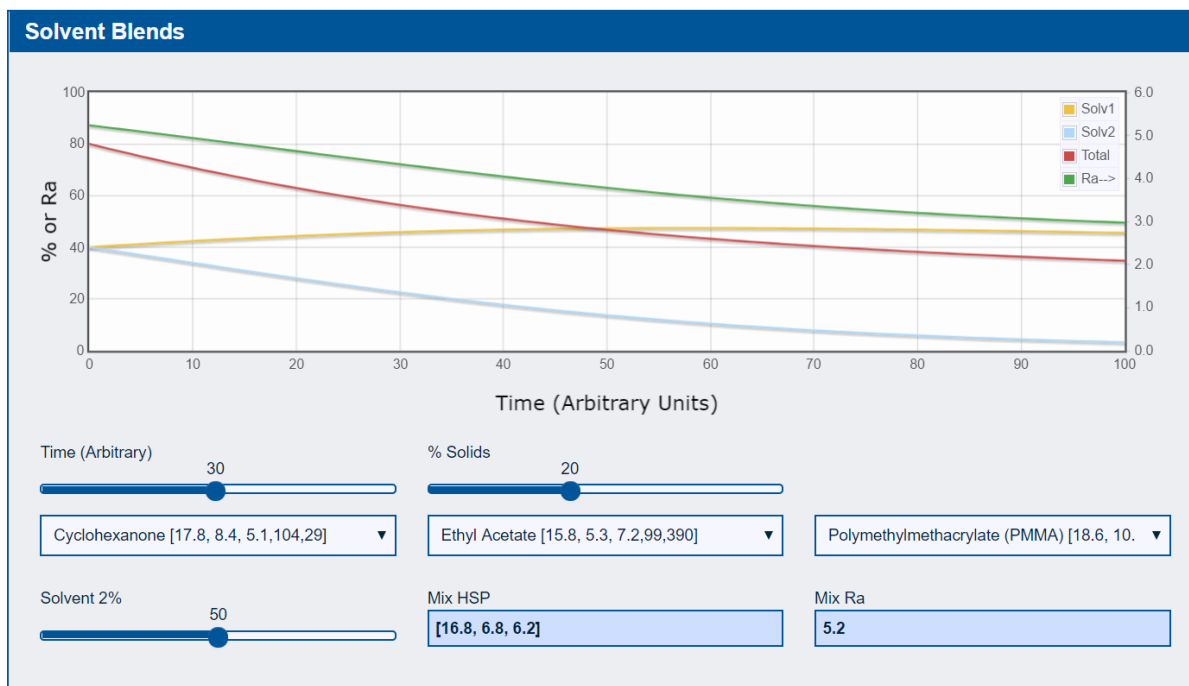 Solvent Blends
100
80
60
40
20
0
% or Ra
6.0
5.0
4.0
3.0
2.0
1.0
0.0
Solv1
Solv2
Total
Ra-->
0 10 20 30 40 50 60 70 80 90 100
Time (Arbitrary Units)
Time (Arbitrary)
30
% Solids
20
Cyclohexanone [17.8, 8.4, 5.1,104,29] ▼
Ethyl Acetate [15.8, 5.3, 7.2,99,390] ▼
Polymethylmethacrylate (PMMA) [18.6, 10. ▼
Solvent 2%
50
Mix HSP
[16.8, 6.8, 6.2]
Mix Ra
5.2